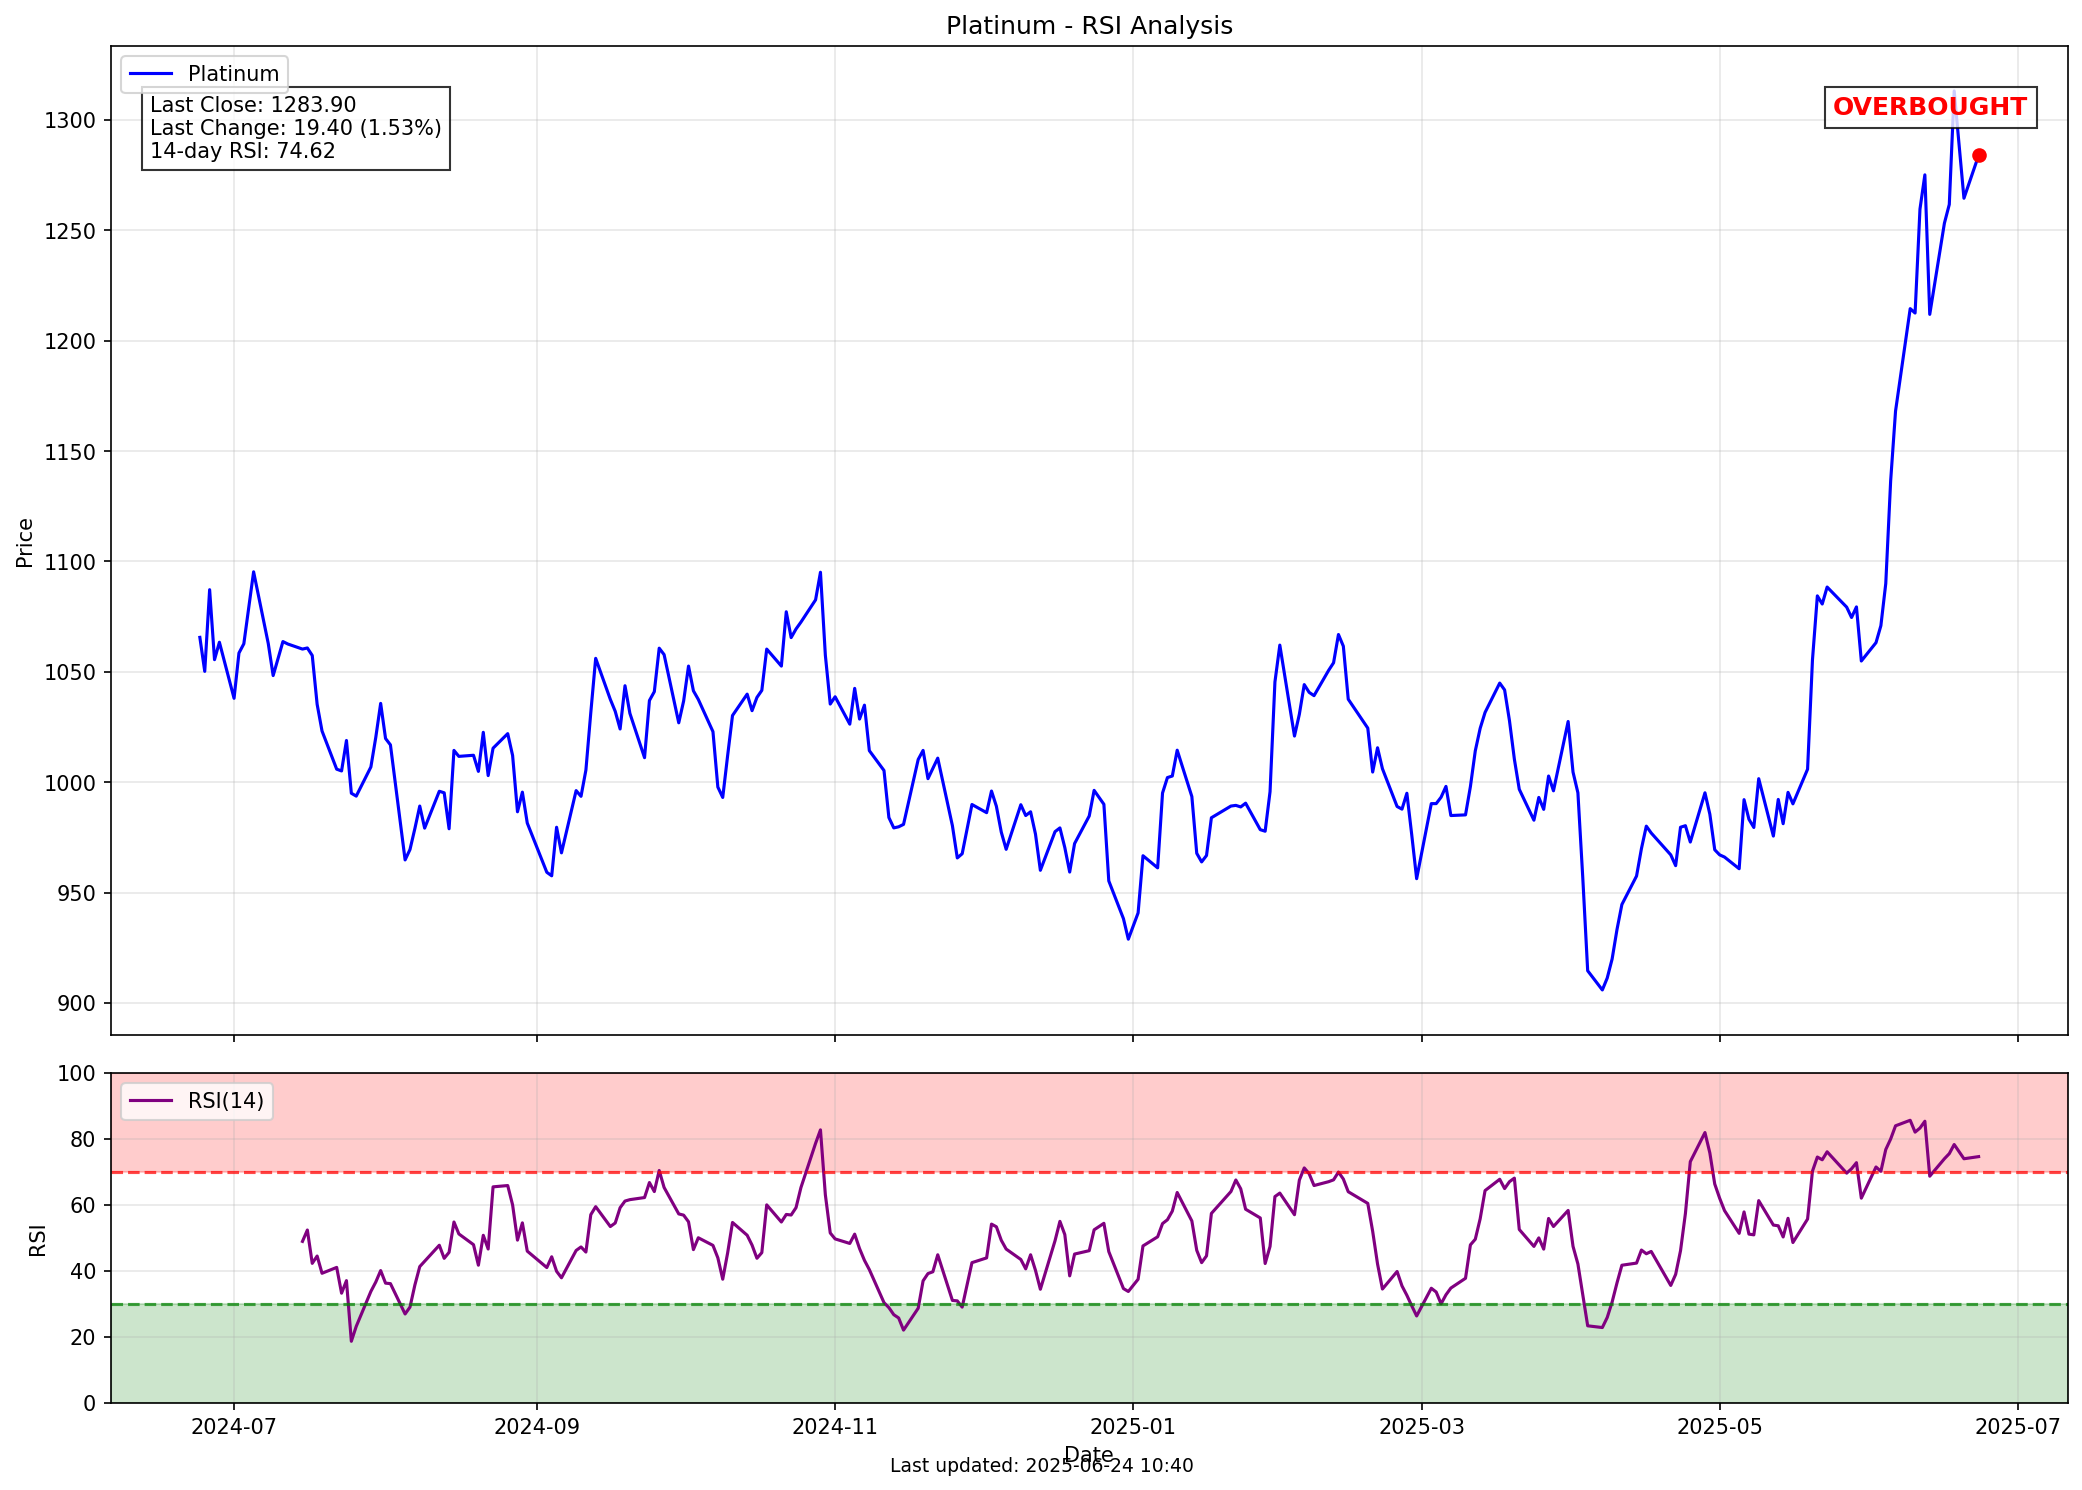 Platinum - RSI Analysis
Platinum
Last Close: 1283.90
Last Change: 19.40 (1.53%)
14-day RSI: 74.62
OVERBOUGHT
1300
1250
1200
1150
1100
1050
1000
950
900
Price
RSI(14)
100
80
60
40
20
0
RSI
2024-07 2024-09 2024-11 2025-01 2025-03 2025-05 2025-07
Date
Last updated: 2025-06-24 10:40